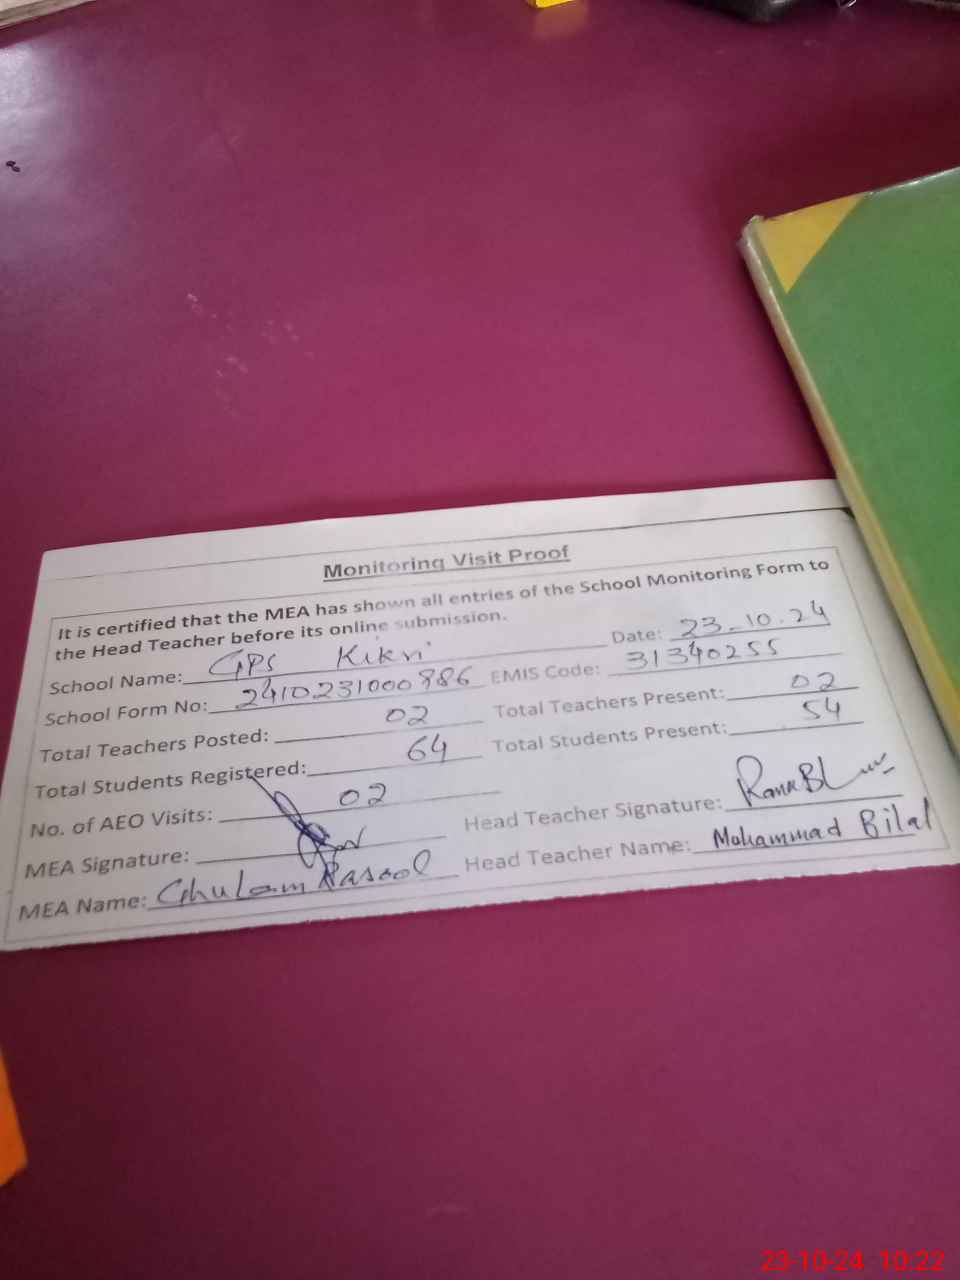 Monitoring Visit Proof
It is certified that the MEA has shown all entries of the School Monitoring Form to
the Head Teacher before its online submission.
Date: 23-10.24
School Name: GPS Kikri
School Form No: 2410231000986 EMIS Code: 31340255
Total Teachers Posted: 02 Total Teachers Present: 02
Total Students Registered: 64 Total Students Present: 54
No. of AEO Visits: 02
MEA Signature: Head Teacher Signature:
MEA Name: Ghulam Rasool Head Teacher Name: Mohammad Bilal
23-10-24 10:22